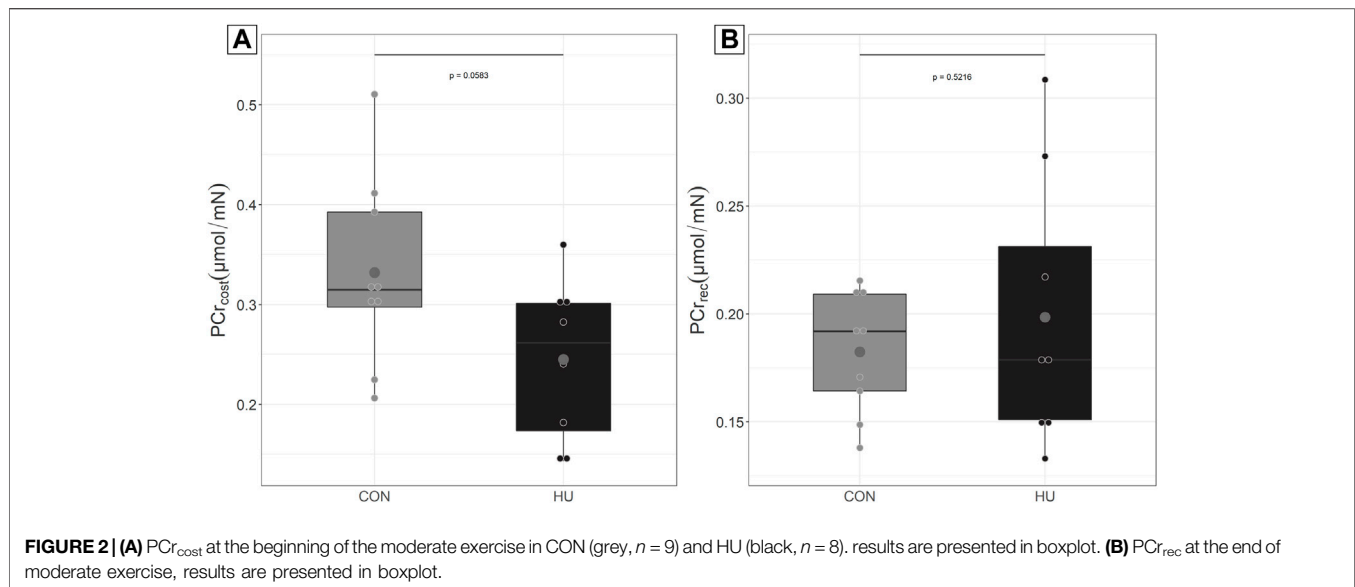 A
p = 0.0583
0.5
0.4
0.3
0.2
PCrcost(µmol/mN)
CON
HU
B
p = 0.5216
0.30
0.25
0.20
0.15
PCrrec(µmol/mN)
CON
HU
FIGURE 2 | (A) PCrcost at the beginning of the moderate exercise in CON (grey, n = 9) and HU (black, n = 8). results are presented in boxplot. (B) PCrrec at the end of
moderate exercise, results are presented in boxplot.